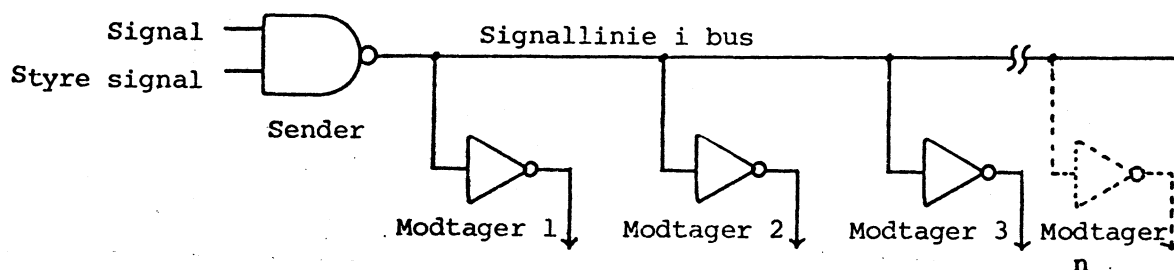 Signal
Signallinie i bus
Styre signal
Sender
Modtager 1
Modtager 2
Modtager 3
Modtager
n